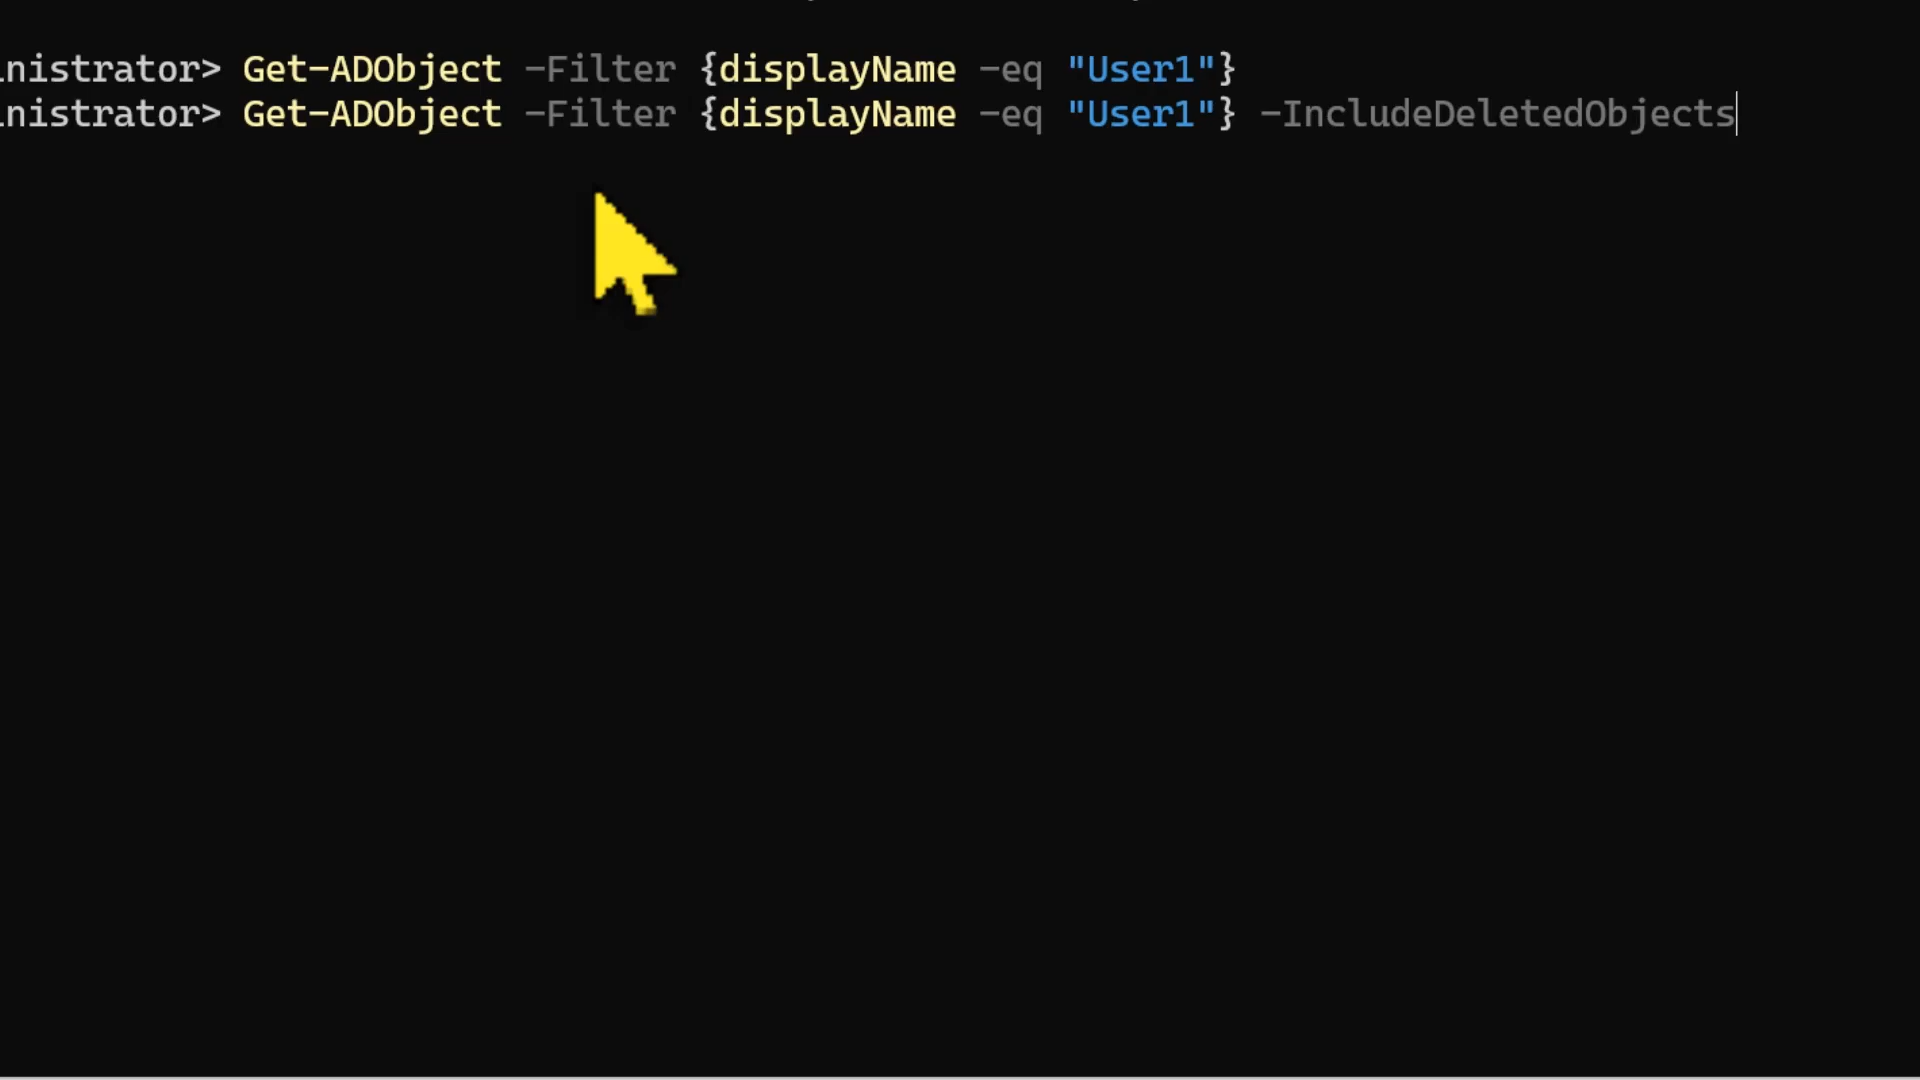 nistrator> Get-ADObject -Filter {displayName -eq "User1"}
nistrator> Get-ADObject -Filter {displayName -eq "User1"} -IncludeDeletedObjects